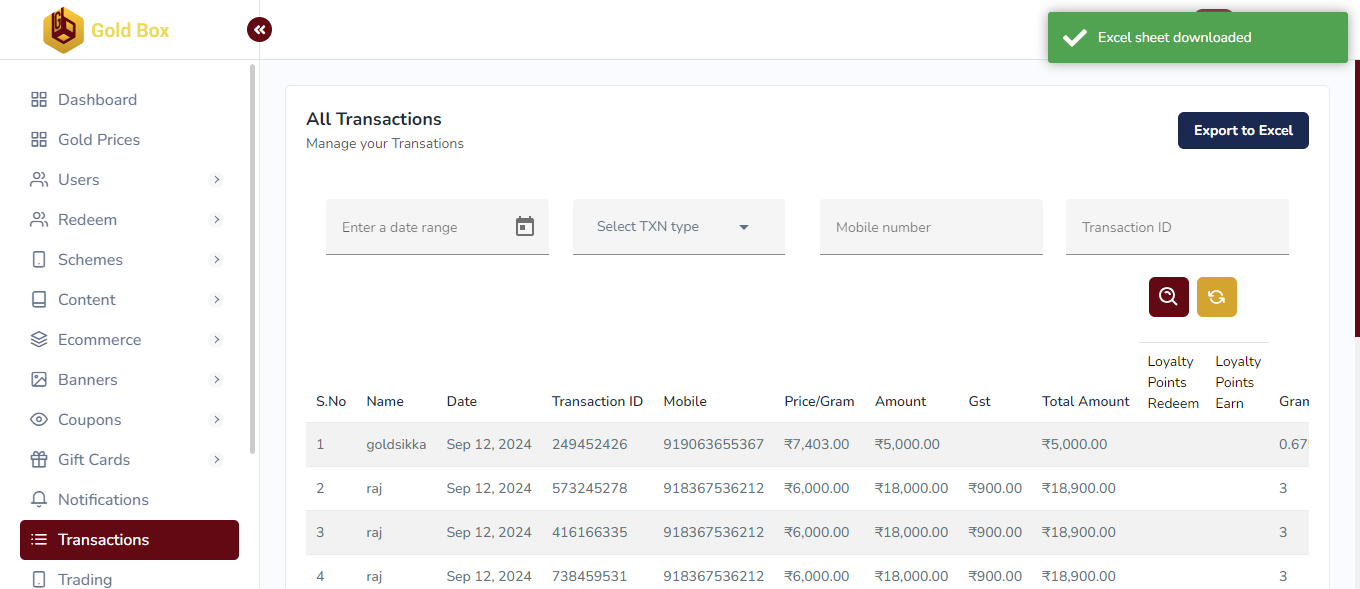 Gold Box
Excel sheet downloaded
Dashboard
Gold Prices
Users
Redeem
Schemes
Content
Ecommerce
Banners
Coupons
Gift Cards
Notifications
Transactions
Trading
All Transactions
Manage your Transations
Export to Excel
Enter a date range
Select TXN type
Mobile number
Transaction ID
S.No Name Date Transaction ID Mobile Price/Gram Amount Gst Total Amount Loyalty Points Redeem Loyalty Points Earn Gram
1 goldsikka Sep 12, 2024 249452426 919063655367 ₹7,403.00 ₹5,000.00 ₹5,000.00 0.67
2 raj Sep 12, 2024 573245278 918367536212 ₹6,000.00 ₹18,000.00 ₹900.00 ₹18,900.00 3
3 raj Sep 12, 2024 416166335 918367536212 ₹6,000.00 ₹18,000.00 ₹900.00 ₹18,900.00 3
4 raj Sep 12, 2024 738459531 918367536212 ₹6,000.00 ₹18,000.00 ₹900.00 ₹18,900.00 3